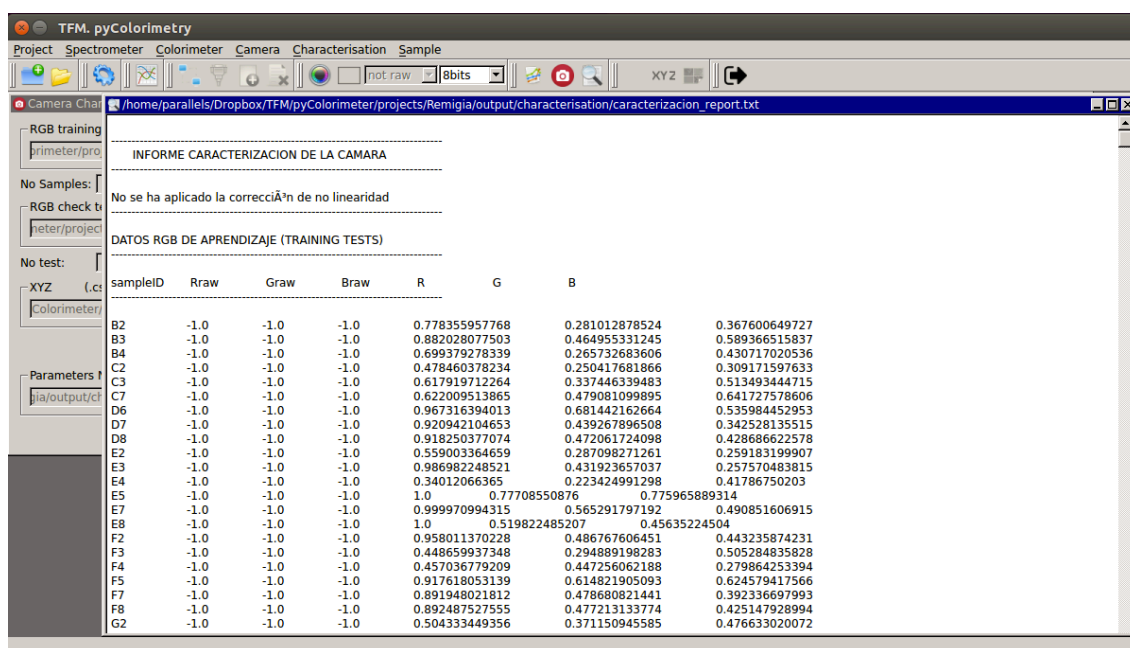 TFM. pyColorimetry
Project Spectrometer Colorimeter Camera Characterisation Sample
not raw 8bits XYZ
Camera Char
/home/parallels/Dropbox/TFM/pyColorimeter/projects/Remigia/output/characterisation/caracterizacion_report.txt
RGB training
primeter/proj
No Samples:
RGB check te
meter/project
No test:
XYZ (.cs
Colorimeter/
Parameters
gia/output/ch
------------------------------------------------------------
INFORME CARACTERIZACION DE LA CAMARA
------------------------------------------------------------
No se ha aplicado la correcciÃ³n de no linearidad
------------------------------------------------------------
DATOS RGB DE APRENDIZAJE (TRAINING TESTS)
------------------------------------------------------------
sampleID Rraw Graw Braw R G B
------------------------------------------------------------
B2 -1.0 -1.0 -1.0 0.778355957768 0.281012878524 0.367600649727
B3 -1.0 -1.0 -1.0 0.882028077503 0.464955331245 0.589366515837
B4 -1.0 -1.0 -1.0 0.699379278339 0.265732683606 0.430717020536
C2 -1.0 -1.0 -1.0 0.478460378234 0.250417681866 0.309171597633
C3 -1.0 -1.0 -1.0 0.617919712264 0.337446339483 0.513493444715
C7 -1.0 -1.0 -1.0 0.622009513865 0.479081099895 0.641727578606
D6 -1.0 -1.0 -1.0 0.967316394013 0.681442162664 0.535984452953
D7 -1.0 -1.0 -1.0 0.920942104653 0.439267896508 0.342528135515
D8 -1.0 -1.0 -1.0 0.918250377074 0.472061724098 0.428686622578
E2 -1.0 -1.0 -1.0 0.559003364659 0.287098271261 0.259183199907
E3 -1.0 -1.0 -1.0 0.986982248521 0.431923657037 0.257570483815
E4 -1.0 -1.0 -1.0 0.34012066365 0.223424991298 0.41786750203
E5 -1.0 -1.0 -1.0 1.0 0.77708550876 0.775965889314
E7 -1.0 -1.0 -1.0 0.999970994315 0.565291797192 0.490851606915
E8 -1.0 -1.0 -1.0 1.0 0.519822485207 0.45635224504
F2 -1.0 -1.0 -1.0 0.958011370228 0.486767606451 0.443235874231
F3 -1.0 -1.0 -1.0 0.448659937348 0.294889198283 0.505284835828
F4 -1.0 -1.0 -1.0 0.457036779209 0.447256062188 0.279864253394
F5 -1.0 -1.0 -1.0 0.917618053139 0.614821905093 0.624579417566
F7 -1.0 -1.0 -1.0 0.891948021812 0.478680821441 0.392336697993
F8 -1.0 -1.0 -1.0 0.892487527555 0.477213133774 0.425147928994
G2 -1.0 -1.0 -1.0 0.504333449356 0.371150945585 0.476633020072